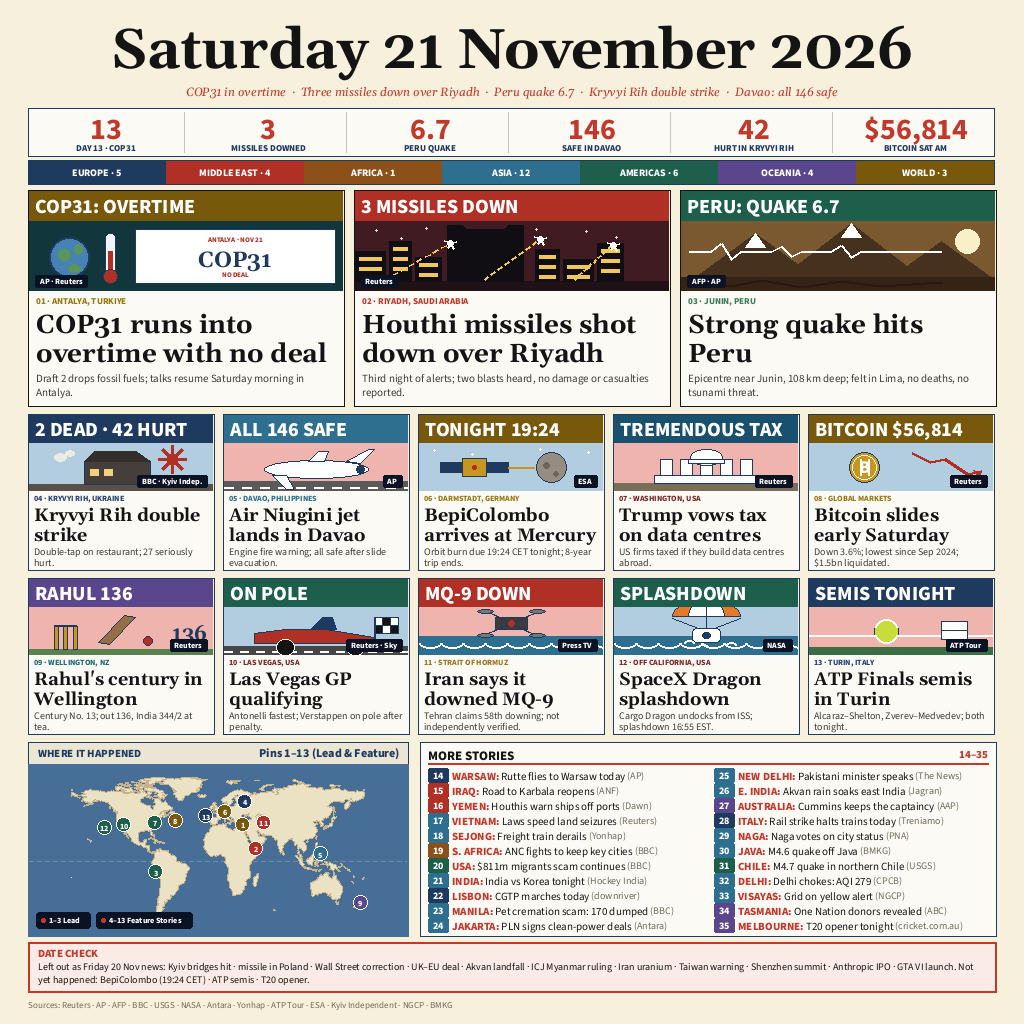 Saturday 21 November 2026
COP31 in overtime · Three missiles down over Riyadh · Peru quake 6.7 · Kryvyi Rih double strike · Davao: all 146 safe
13
DAY 13 · COP31
3
MISSILES DOWNED
6.7
PERU QUAKE
146
SAFE IN DAVAO
42
HURT IN KRYVYI RIH
$56,814
BITCOIN SAT AM
EUROPE · 5
MIDDLE EAST · 4
AFRICA · 1
ASIA · 12
AMERICAS · 6
OCEANIA · 4
WORLD · 3
COP31: OVERTIME
ANTALYA · NOV 21
COP31
NO DEAL
AP · Reuters
01 · ANTALYA, TURKIYE
COP31 runs into
overtime with no deal
Draft 2 drops fossil fuels; talks resume Saturday morning in
Antalya.
3 MISSILES DOWN
Reuters
02 · RIYADH, SAUDI ARABIA
Houthi missiles shot
down over Riyadh
Third night of alerts; two blasts heard, no damage or casualties
reported.
PERU: QUAKE 6.7
AFP · AP
03 · JUNIN, PERU
Strong quake hits
Peru
Epicentre near Junin, 108 km deep; felt in Lima, no deaths, no
tsunami threat.
2 DEAD · 42 HURT
BBC · Kyiv Indep.
04 · KRYVYI RIH, UKRAINE
Kryvyi Rih double
strike
Double-tap on restaurant; 27 seriously
hurt.
ALL 146 SAFE
AP
05 · DAVAO, PHILIPPINES
Air Niugini jet
lands in Davao
Engine fire warning; all safe after slide
evacuation.
TONIGHT 19:24
ESA
06 · DARMSTADT, GERMANY
BepiColombo
arrives at Mercury
Orbit burn due 19:24 CET tonight; 8-year
trip ends.
TREMENDOUS TAX
Reuters
07 · WASHINGTON, USA
Trump vows tax
on data centres
US firms taxed if they build data centres
abroad.
BITCOIN $56,814
Reuters
08 · GLOBAL MARKETS
Bitcoin slides
early Saturday
Down 3.6%; lowest since Sep 2024;
$1.5bn liquidated.
RAHUL 136
136
Reuters
09 · WELLINGTON, NZ
Rahul's century in
Wellington
Century No. 13; out 136, India 344/2 at
tea.
ON POLE
Reuters · Sky
10 · LAS VEGAS, USA
Las Vegas GP
qualifying
Antonelli fastest; Verstappen on pole after
penalty.
MQ-9 DOWN
Press TV
11 · STRAIT OF HORMUZ
Iran says it
downed MQ-9
Tehran claims 58th downing; not
independently verified.
SPLASHDOWN
NASA
12 · OFF CALIFORNIA, USA
SpaceX Dragon
splashdown
Cargo Dragon undocks from ISS;
splashdown 16:55 EST.
SEMIS TONIGHT
ATP Tour
13 · TURIN, ITALY
ATP Finals semis
in Turin
Alcaraz–Shelton, Zverev–Medvedev; both
tonight.
WHERE IT HAPPENED
Pins 1–13 (Lead & Feature)
12
10
7
8
13
6
4
1
11
2
5
3
9
1–3 Lead
4–13 Feature Stories
MORE STORIES
14–35
14 WARSAW: Rutte flies to Warsaw today (AP)
15 IRAQ: Road to Karbala reopens (ANF)
16 YEMEN: Houthis warn ships off ports (Dawn)
17 VIETNAM: Laws speed land seizures (Reuters)
18 SEJONG: Freight train derails (Yonhap)
19 S. AFRICA: ANC fights to keep key cities (BBC)
20 USA: $811m migrants scam continues (BBC)
21 INDIA: India vs Korea tonight (Hockey India)
22 LISBON: CGTP marches today (downriver)
23 MANILA: Pet cremation scam: 170 dumped (BBC)
24 JAKARTA: PLN signs clean-power deals (Antara)
25 NEW DELHI: Pakistani minister speaks (The News)
26 E. INDIA: Akvan rain soaks east India (Jagran)
27 AUSTRALIA: Cummins keeps the captaincy (AAP)
28 ITALY: Rail strike halts trains today (Treniamo)
29 NAGA: Naga votes on city status (PNA)
30 JAVA: M4.6 quake off Java (BMKG)
31 CHILE: M4.7 quake in northern Chile (USGS)
32 DELHI: Delhi chokes: AQI 279 (CPCB)
33 VISAYAS: Grid on yellow alert (NGCP)
34 TASMANIA: One Nation donors revealed (ABC)
35 MELBOURNE: T20 opener tonight (cricket.com.au)
DATE CHECK
Left out as Friday 20 Nov news: Kyiv bridges hit · missile in Poland · Wall Street correction · UK–EU deal · Akvan landfall · ICJ Myanmar ruling · Iran uranium · Taiwan warning · Shenzhen summit · Anthropic IPO · GTA VI launch. Not
yet happened: BepiColombo (19:24 CET) · ATP semis · T20 opener.
Sources: Reuters · AP · AFP · BBC · USGS · NASA · Antara · Yonhap · ATP Tour · ESA · Kyiv Independent · NGCP · BMKG